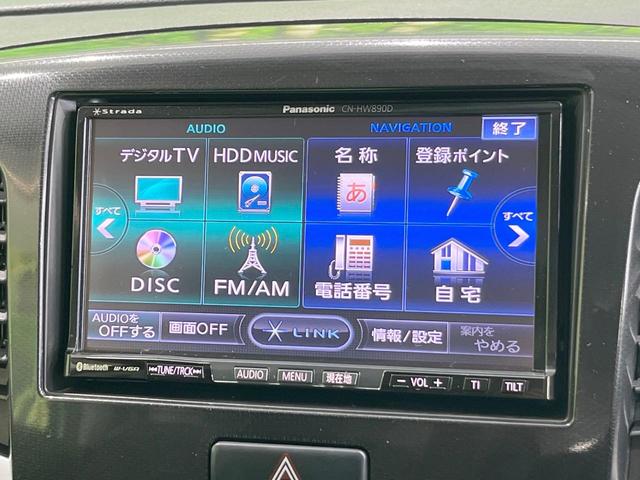 Strada Panasonic CN-HW890D
AUDIO NAVIGATION 終了
デジタルTV HDD MUSIC 名称 登録ポイント
すべて あ すべて
DISC FM/AM 電話番号 自宅
AUDIOを
OFFする
画面OFF LINK 情報/設定
案内を
やめる
Bluetooth W-VGA TUNE/TRCK AUDIO MENU 現在地 - VOL + TI TILT